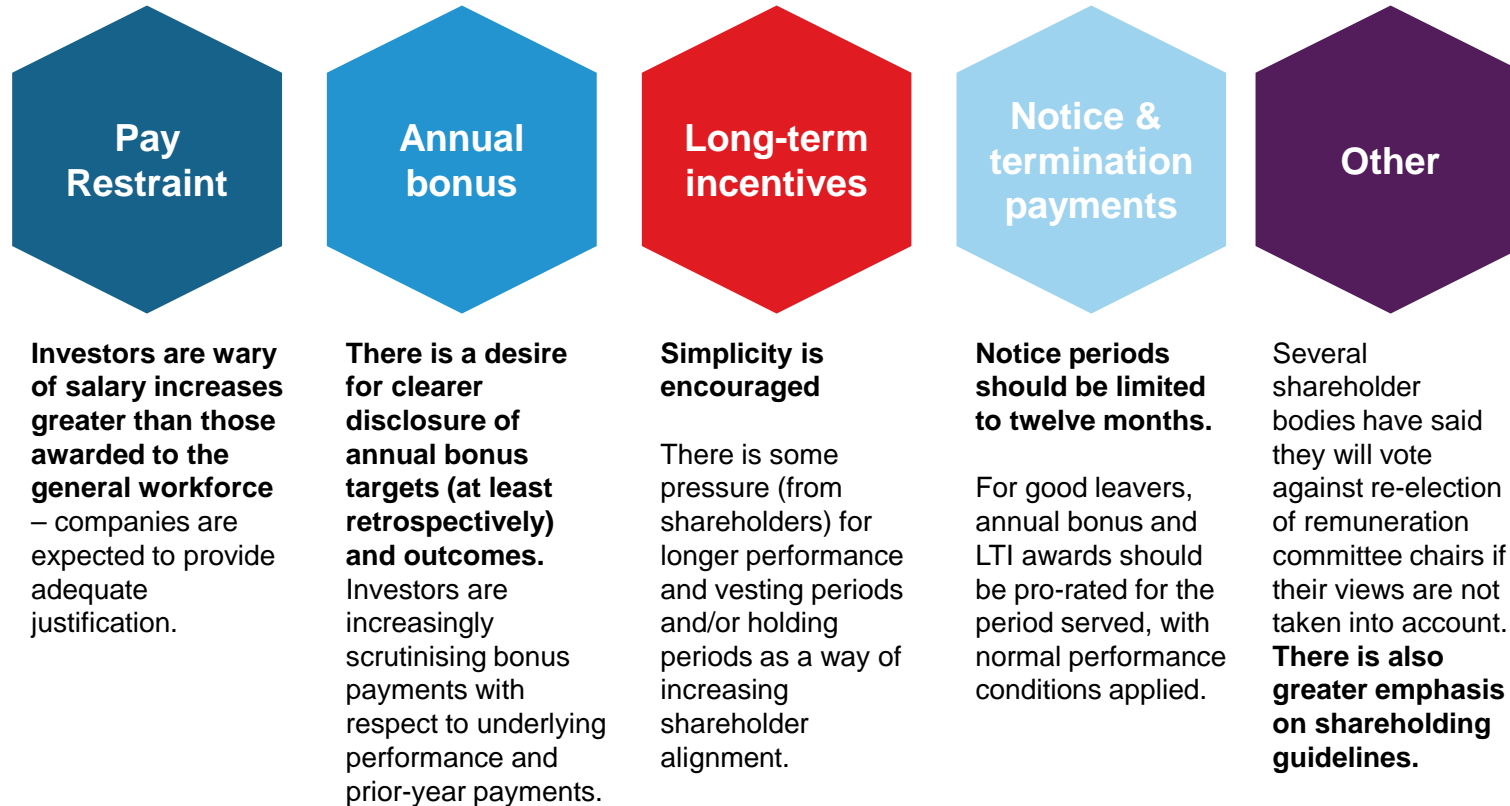 Pay
Restraint
Investors are wary
of salary increases
greater than those
awarded to the
general workforce
– companies are
expected to provide
adequate
justification.
Annual
bonus
There is a desire
for clearer
disclosure of
annual bonus
targets (at least
retrospectively)
and outcomes.
Investors are
increasingly
scrutinising bonus
payments with
respect to underlying
performance and
prior-year payments.
Long-term
incentives
Simplicity is
encouraged
There is some
pressure (from
shareholders) for
longer performance
and vesting periods
and/or holding
periods as a way of
increasing
shareholder
alignment.
Notice &
termination
payments
Notice periods
should be limited
to twelve months.
For good leavers,
annual bonus and
LTI awards should
be pro-rated for the
period served, with
normal performance
conditions applied.
Other
Several
shareholder
bodies have said
they will vote
against re-election
of remuneration
committee chairs if
their views are not
taken into account.
There is also
greater emphasis
on shareholding
guidelines.